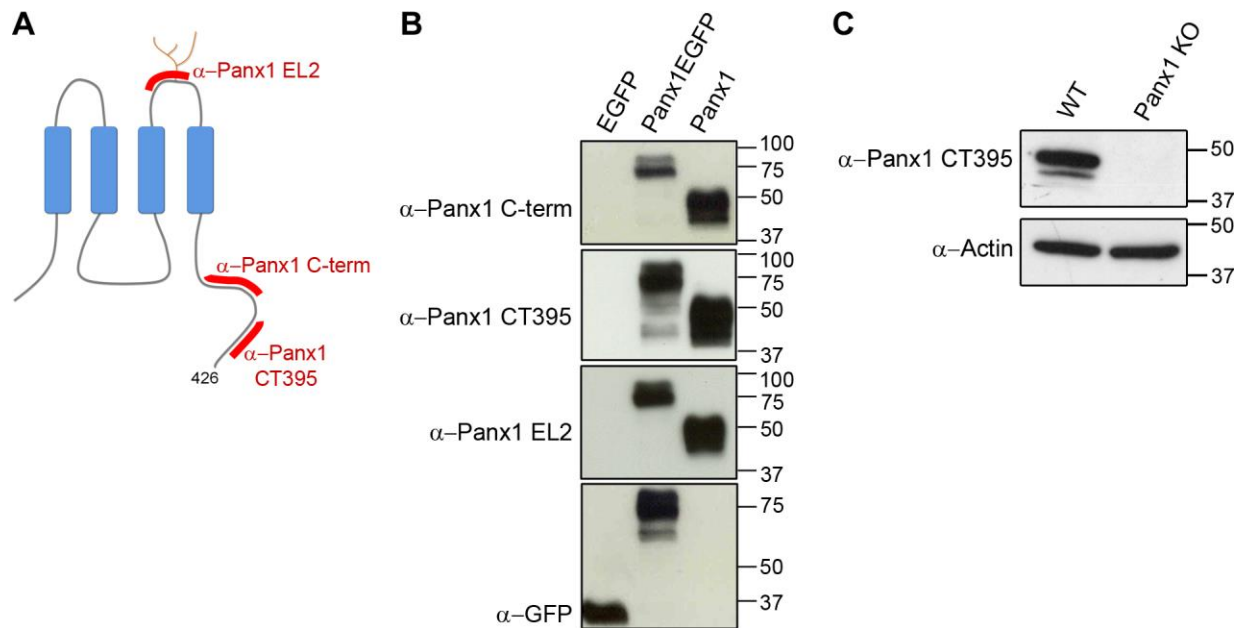 A
α–Panx1 EL2
α–Panx1 C-term
α–Panx1
CT395
426
B
EGFP
Panx1EGFP
Panx1
α–Panx1 C-term
100
75
50
37
α–Panx1 CT395
100
75
50
37
α–Panx1 EL2
100
75
50
37
α–GFP
75
50
37
C
WT
Panx1 KO
α–Panx1 CT395
50
37
α–Actin
50
37